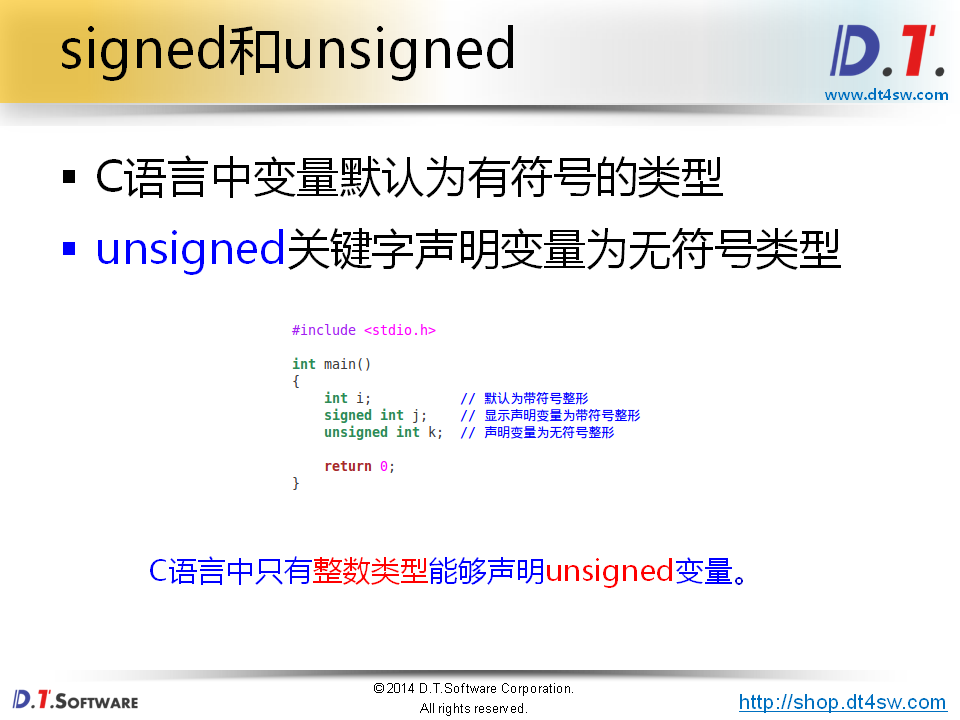 signed和unsigned
D.T.
www.dt4sw.com
▪ C语言中变量默认为有符号的类型
▪ unsigned关键字声明变量为无符号类型
#include <stdio.h>
int main()
{
    int i;           // 默认为带符号整形
    signed int j;    // 显示声明变量为带符号整形
    unsigned int k;  // 声明变量为无符号整形
    return 0;
}
C语言中只有整数类型能够声明unsigned变量。
D.T.SOFTWARE
©2014 D.T.Software Corporation.
All rights reserved.
http://shop.dt4sw.com